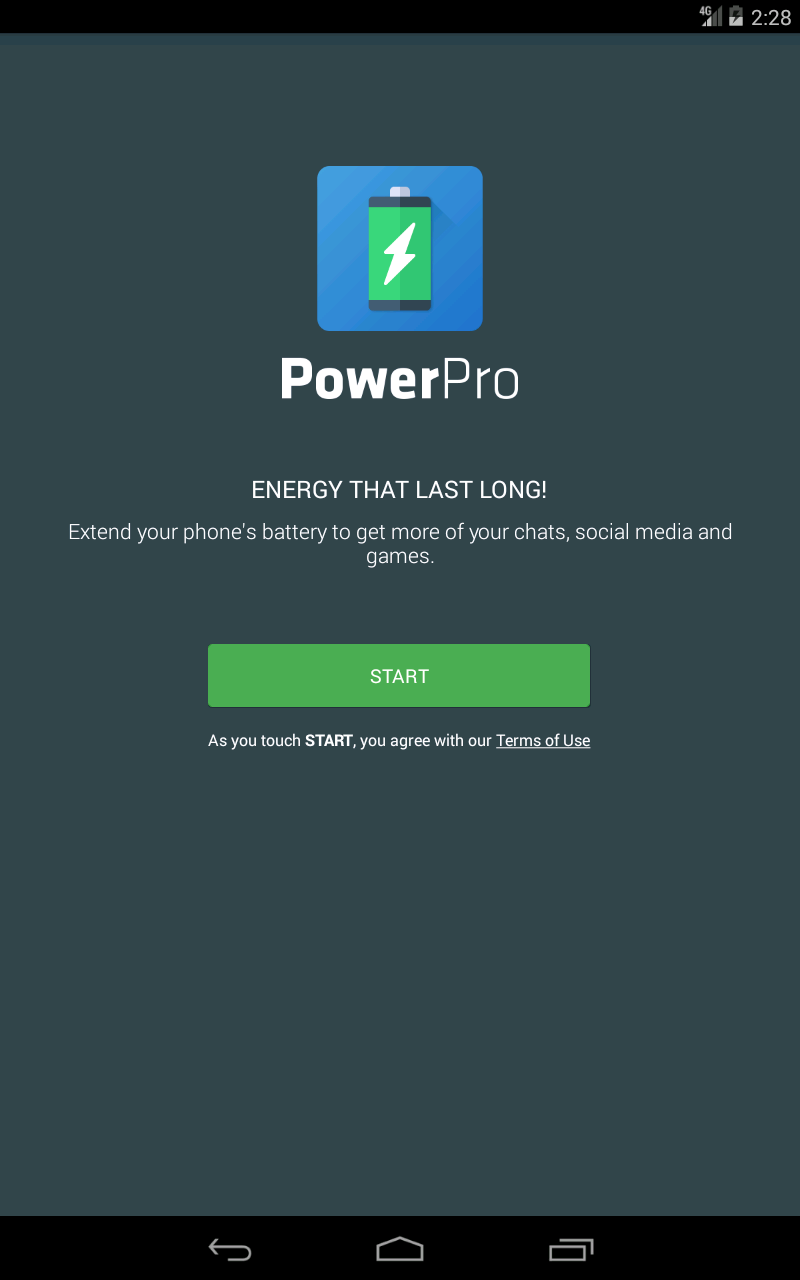 4G 2:28
PowerPro
ENERGY THAT LAST LONG!
Extend your phone's battery to get more of your chats, social media and
games.
START
As you touch START, you agree with our Terms of Use